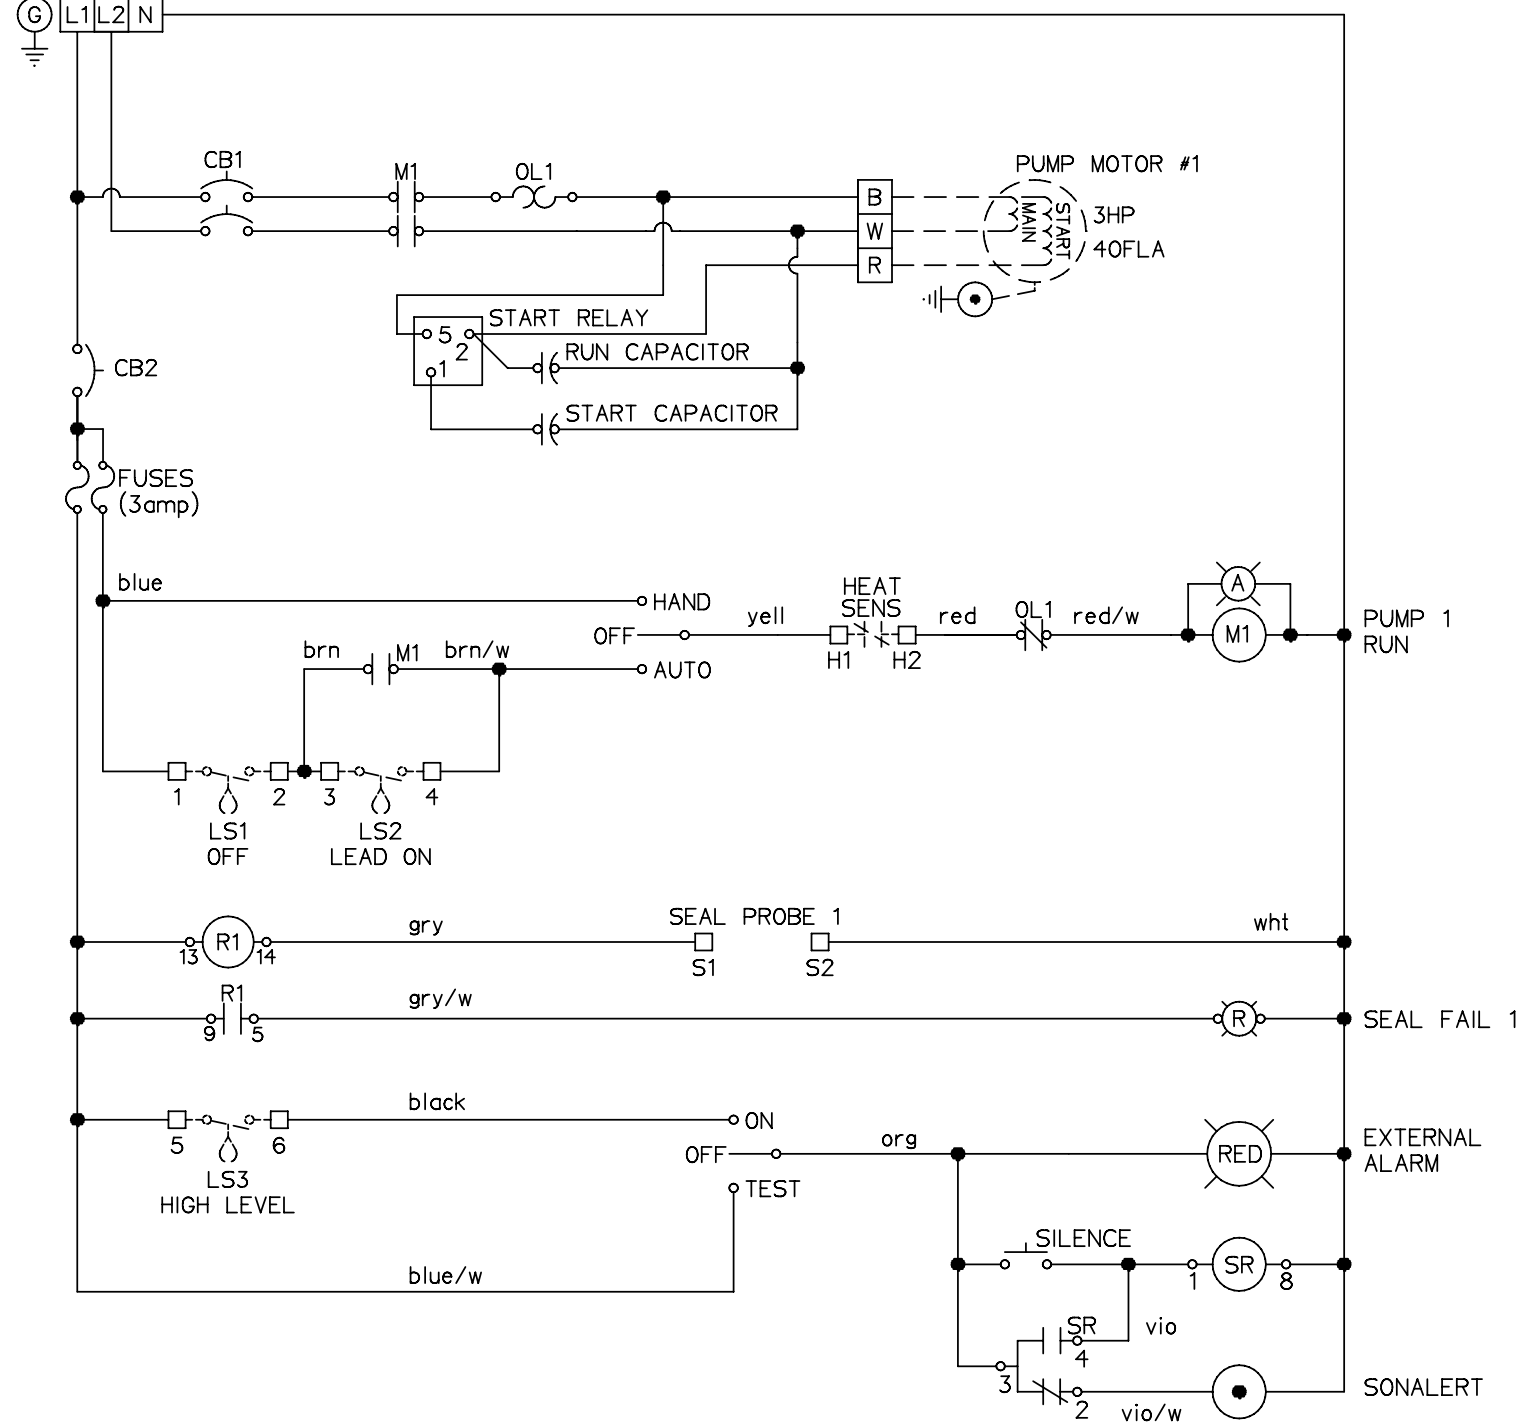 G L1 L2 N
CB1
M1
OL1
PUMP MOTOR #1
B
W
R
MAIN
START
3HP
40FLA
START RELAY
5
2
1
RUN CAPACITOR
START CAPACITOR
CB2
FUSES
(3amp)
blue
HAND
OFF
AUTO
yell
HEAT
SENS
H1
H2
red
OL1
red/w
A
M1
PUMP 1
RUN
brn
M1
brn/w
1
2
3
4
LS1
OFF
LS2
LEAD ON
R1
13
14
gry
SEAL PROBE 1
S1
S2
wht
R1
9
5
gry/w
R
SEAL FAIL 1
5
6
LS3
HIGH LEVEL
black
ON
OFF
TEST
org
RED
EXTERNAL
ALARM
blue/w
SILENCE
1
SR
8
SR
4
vio
3
2
vio/w
SONALERT